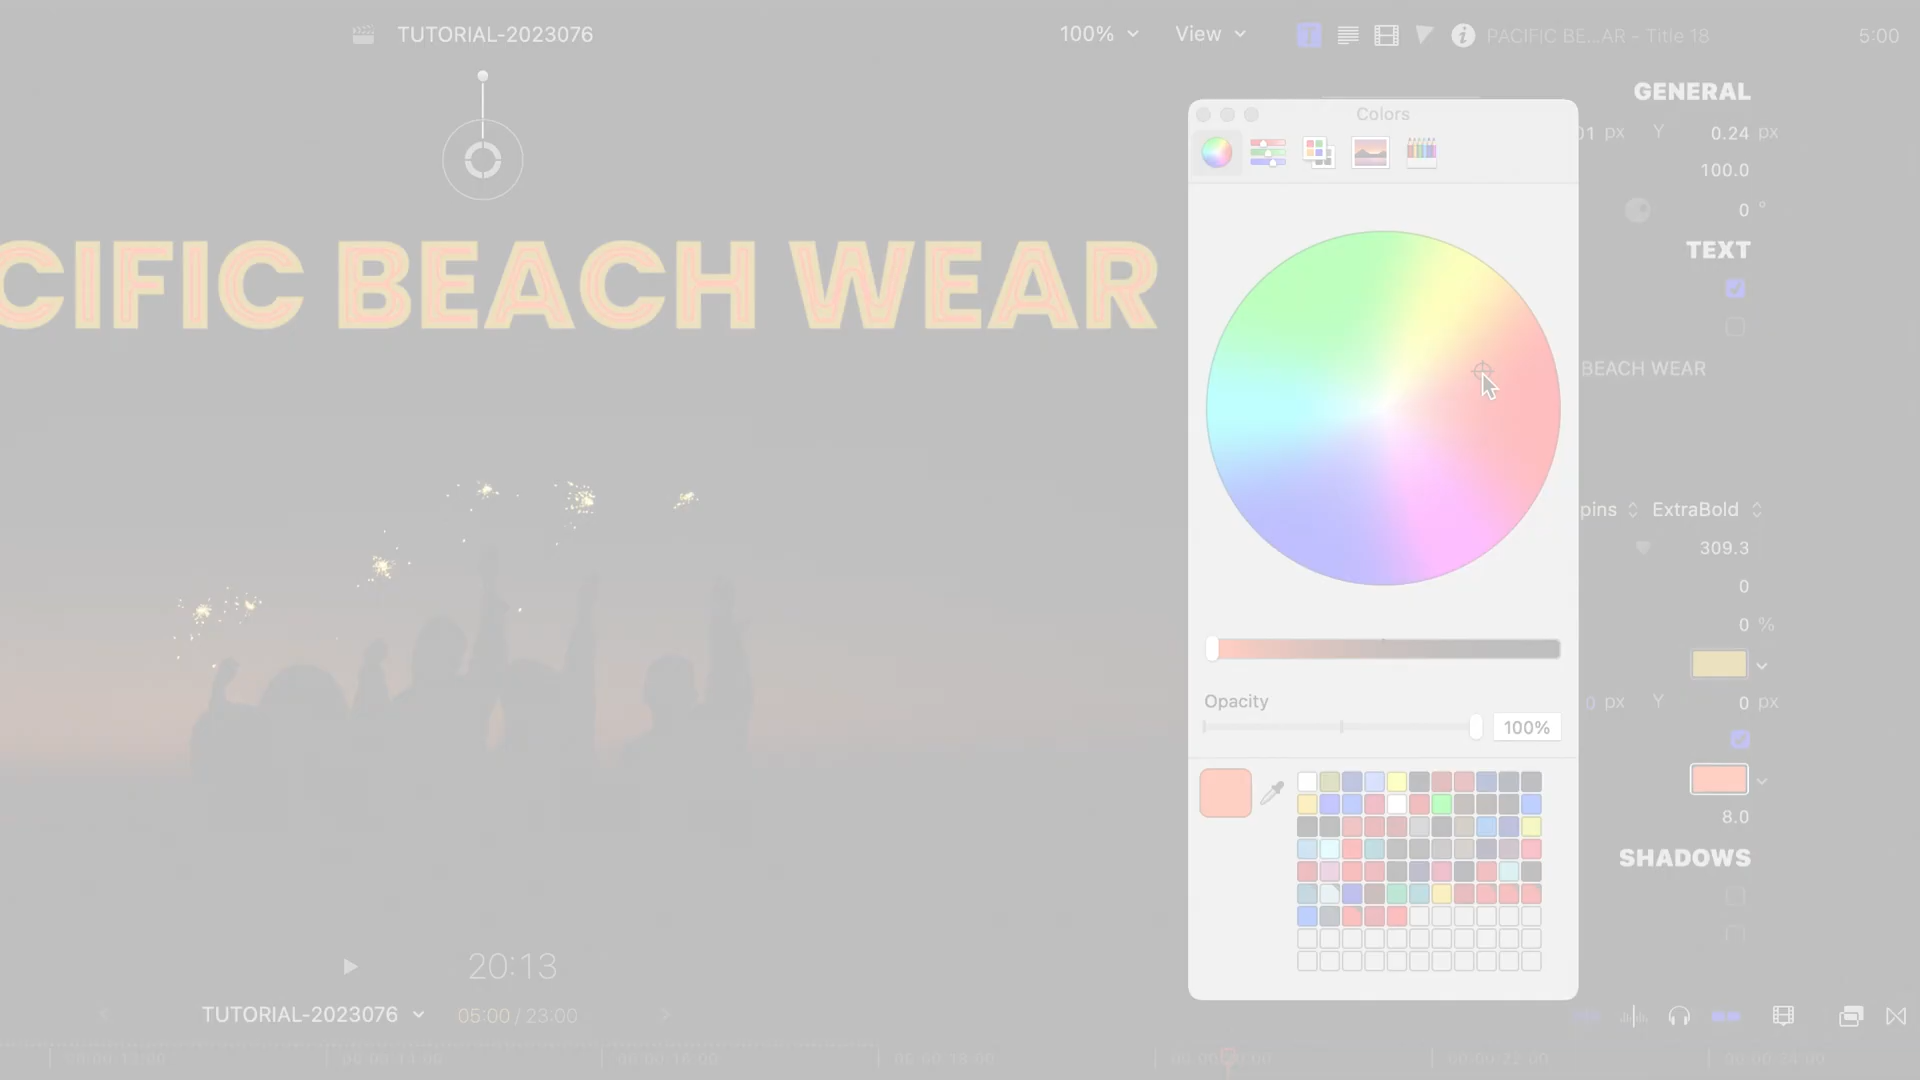 TUTORIAL-2023076
100%
View
PACIFIC BE...AR - Title 18
5:00
GENERAL
01 px Y 0.24 px
100.0
0 °
CIFIC BEACH WEAR
Colors
TEXT
BEACH WEAR
pins ExtraBold
309.3
0
0 %
0 px Y 0 px
8.0
SHADOWS
Opacity
100%
20:13
TUTORIAL-2023076
05:00 / 23:00